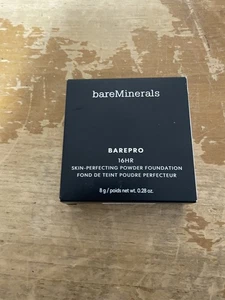 bareMinerals
BAREPRO
16HR
SKIN-PERFECTING POWDER FOUNDATION
FOND DE TEINT POUDRE PERFECTEUR
8 g / poids net wt. 0.28 oz.